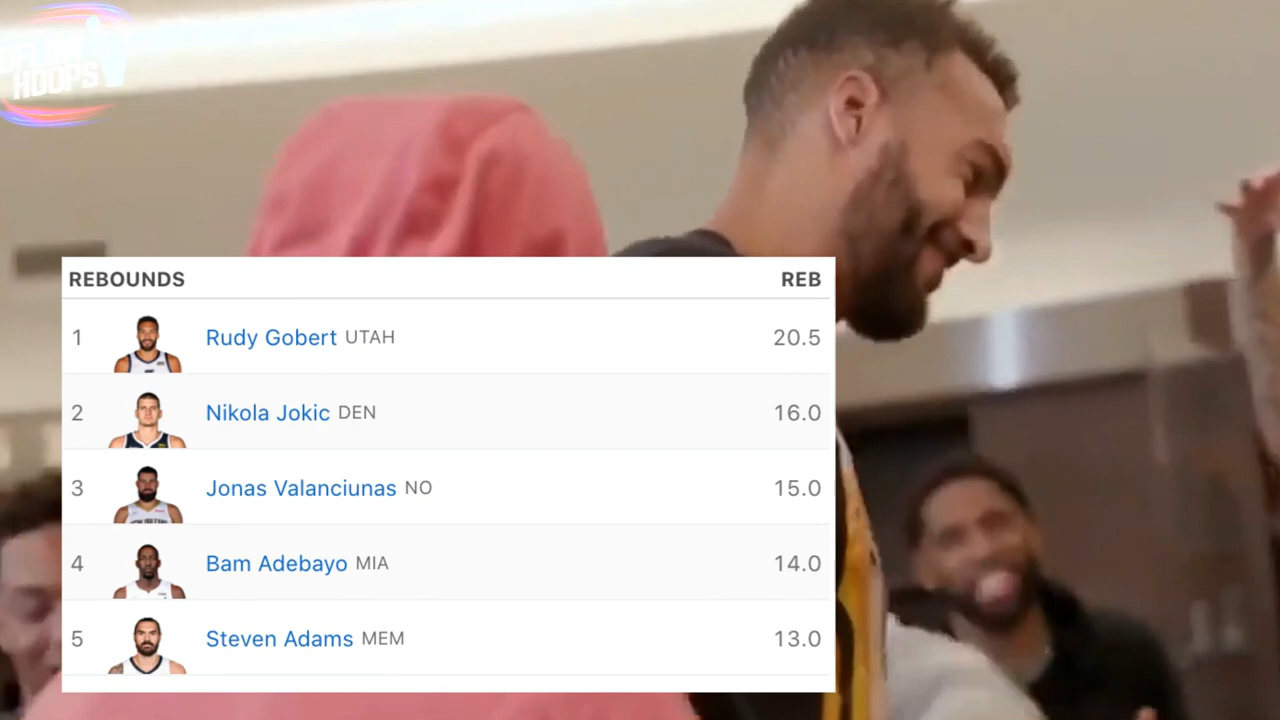 HOOPS
REBOUNDS REB
1 Rudy Gobert UTAH 20.5
2 Nikola Jokic DEN 16.0
3 Jonas Valanciunas NO 15.0
4 Bam Adebayo MIA 14.0
5 Steven Adams MEM 13.0